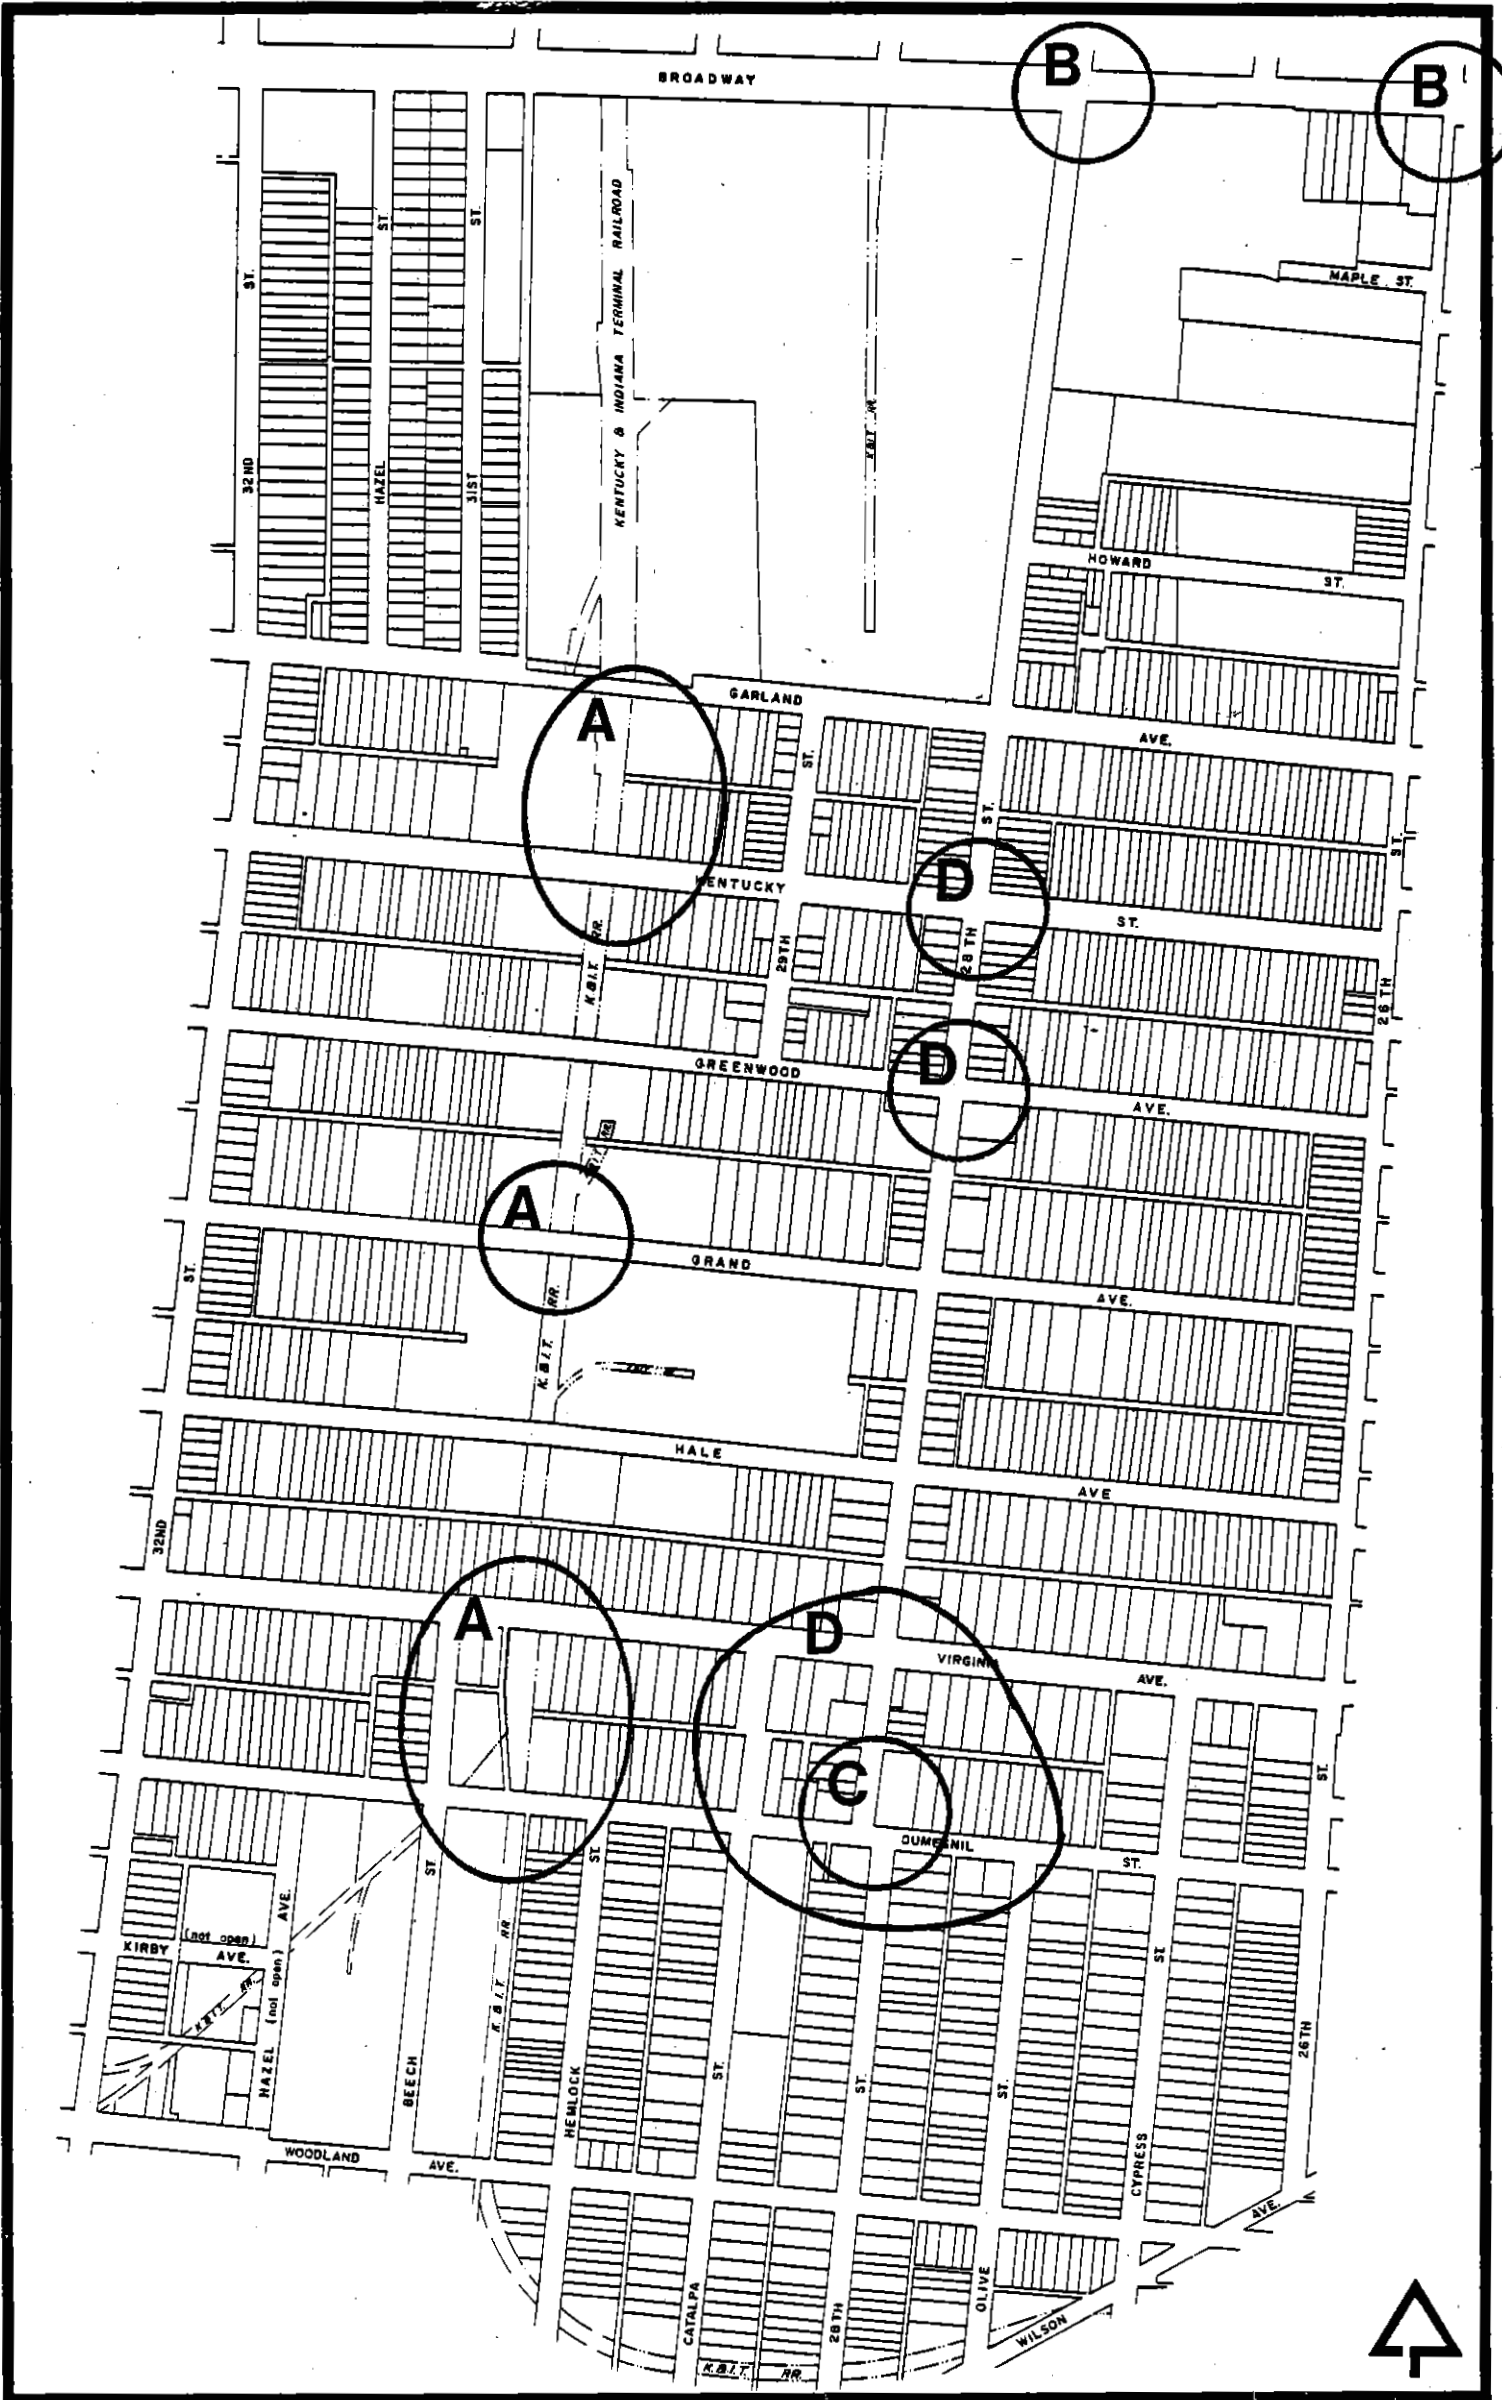 B
B
BROADWAY
ST.
ST.
ST.
KENTUCKY & INDIANA TERMINAL RAILROAD
MAPLE ST.
K&IT RR.
32ND
HAZEL
31ST
HOWARD
ST.
A
GARLAND
AVE.
ST.
ST.
ST.
D
KENTUCKY
ST.
K&I.T. RR.
29TH
28TH
26TH
D
GREENWOOD
AVE.
A
GRAND
AVE.
ST.
K.&I.T. RR.
HALE
AVE
32ND
A
D
VIRGINIA
AVE.
C
DUMESNIL
ST.
ST.
ST.
ST.
AVE.
(not open)
KIRBY
AVE.
K&I.T. RR.
HAZEL (not open)
K.&I.T. RR
ST.
BEECH
HEMLOCK
ST.
ST.
ST.
CYPRESS
26TH
WOODLAND
AVE.
AVE.
CATALPA
28TH
OLIVE
WILSON
K.&I.T. RR.